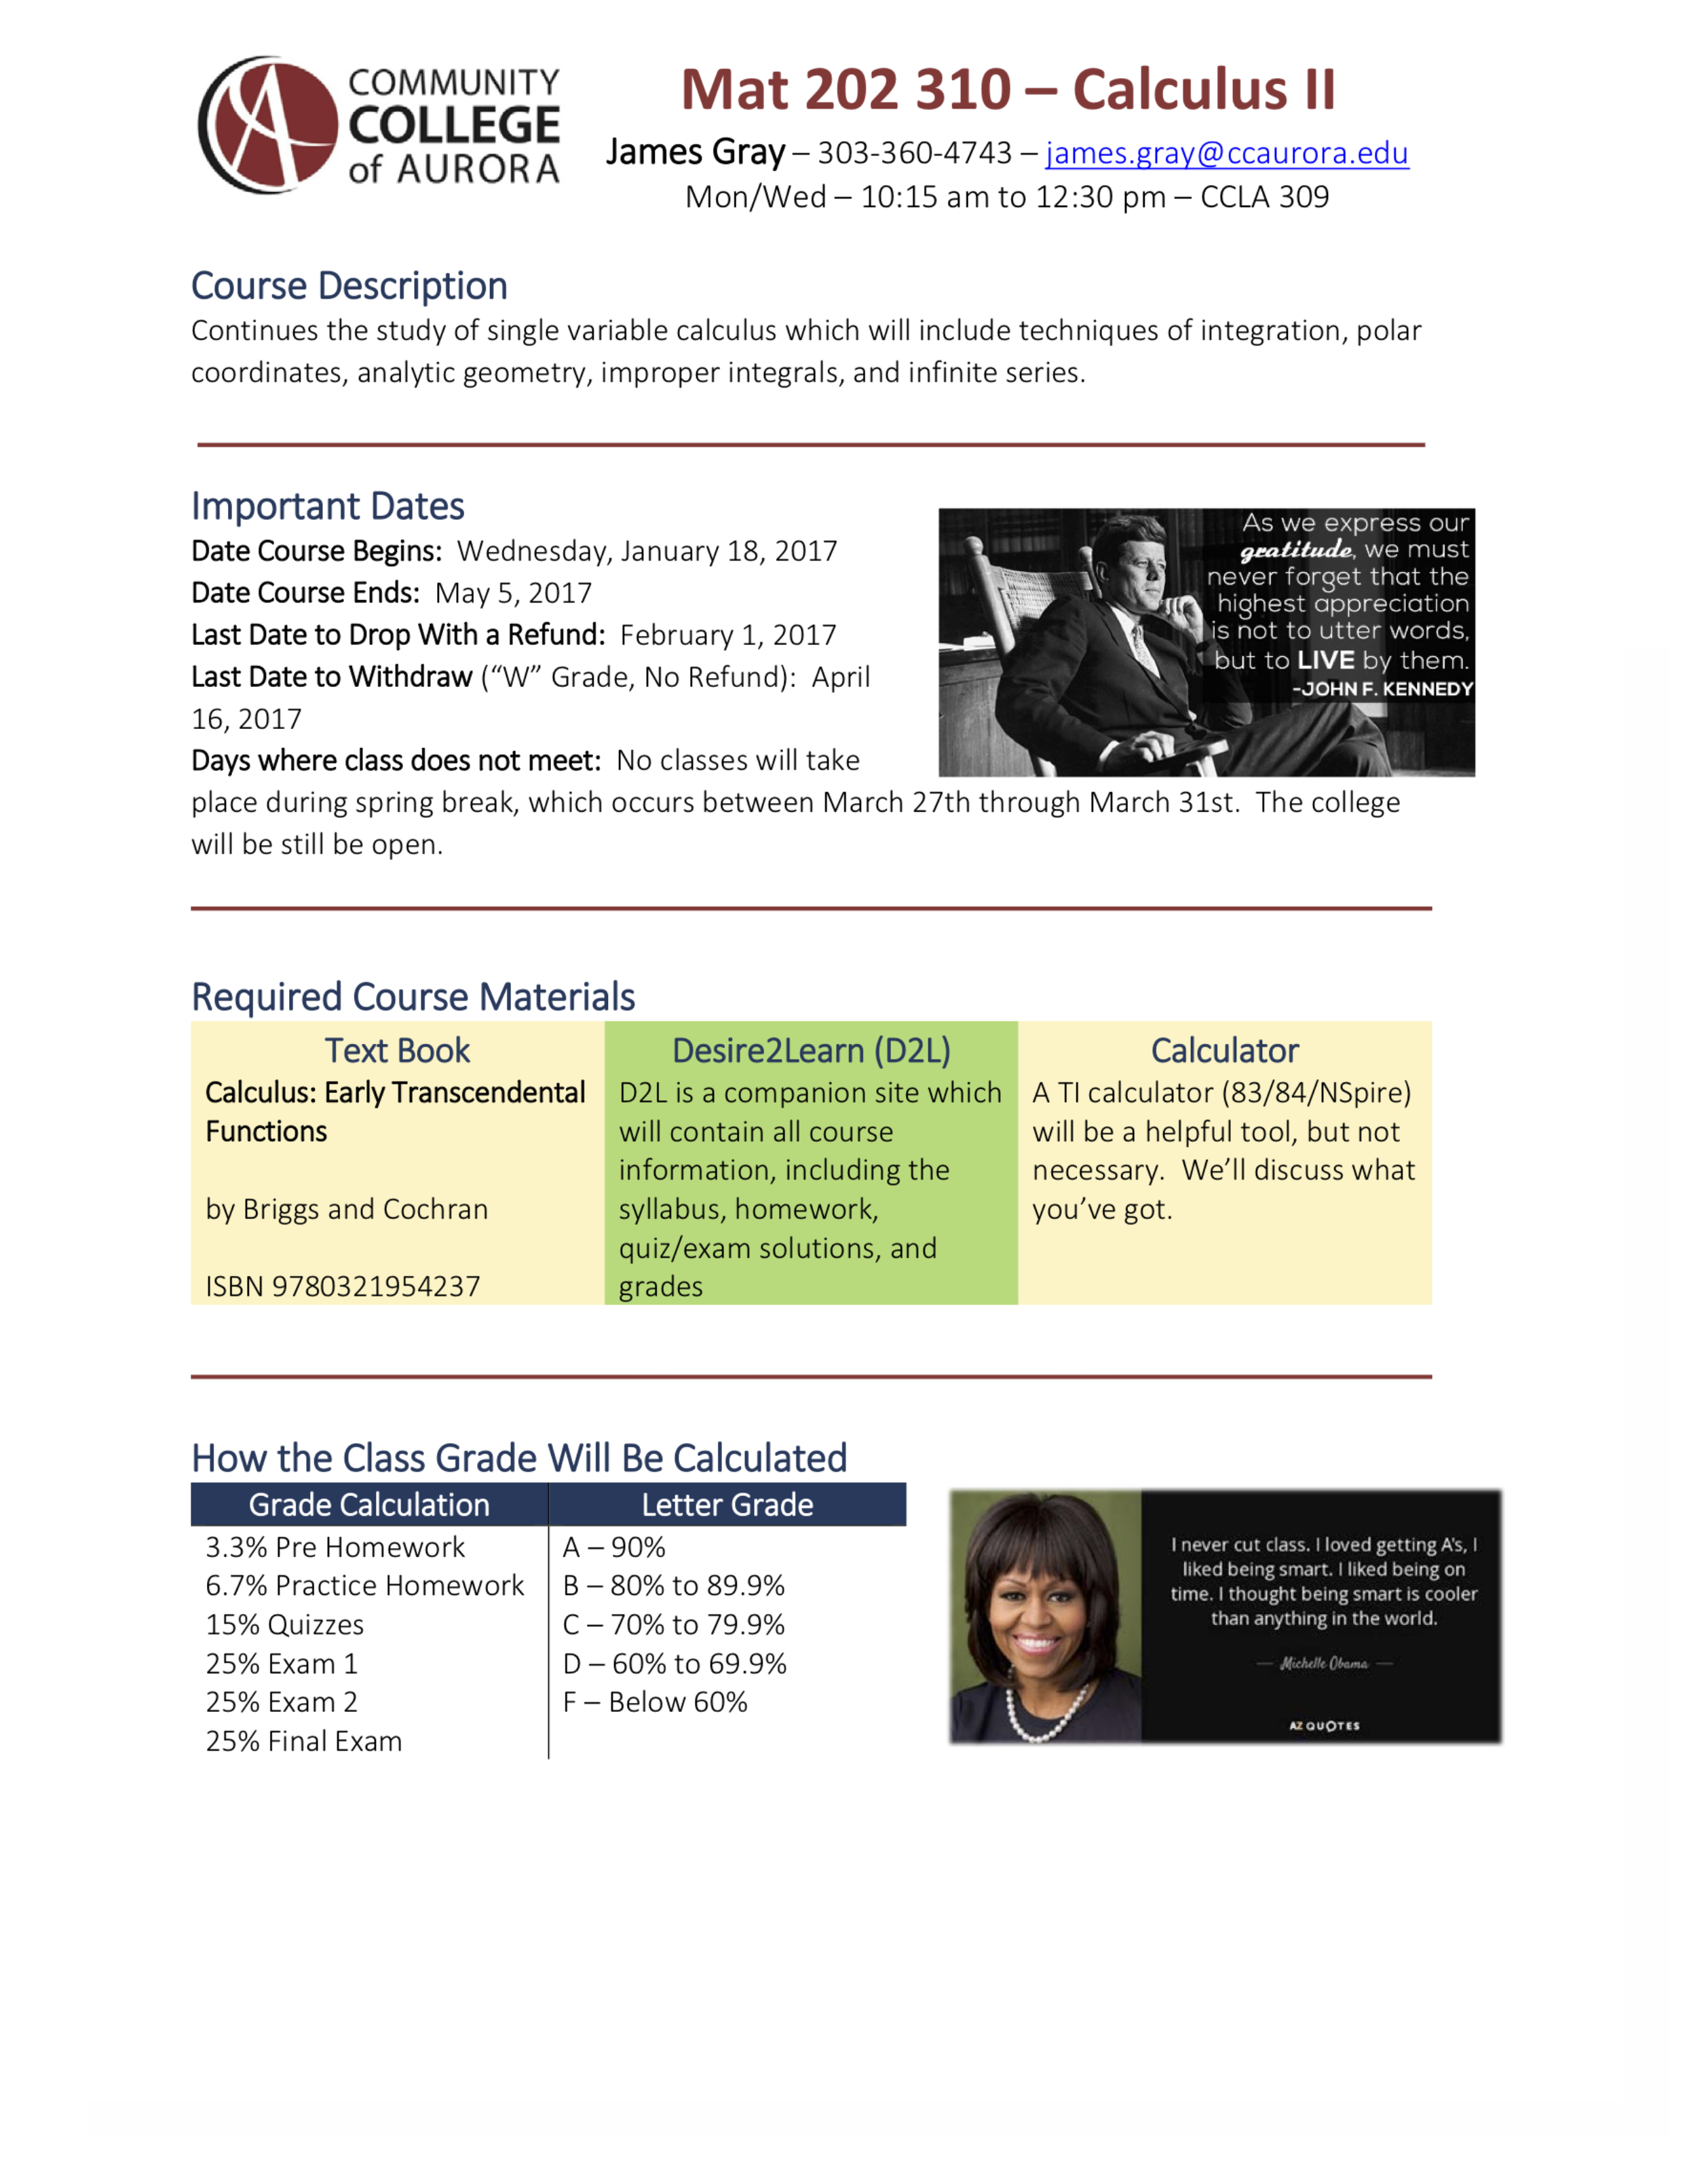 COMMUNITY
COLLEGE
of AURORA
Mat 202 310 – Calculus II
James Gray – 303-360-4743 – james.gray@ccaurora.edu
Mon/Wed – 10:15 am to 12:30 pm – CCLA 309
Course Description
Continues the study of single variable calculus which will include techniques of integration, polar
coordinates, analytic geometry, improper integrals, and infinite series.
Important Dates
Date Course Begins:  Wednesday, January 18, 2017
Date Course Ends:  May 5, 2017
Last Date to Drop With a Refund:  February 1, 2017
Last Date to Withdraw (“W” Grade, No Refund):  April
16, 2017
Days where class does not meet:  No classes will take
place during spring break, which occurs between March 27th through March 31st.  The college
will be still be open.
As we express our
gratitude, we must
never forget that the
highest appreciation
is not to utter words,
but to LIVE by them.
-JOHN F. KENNEDY
Required Course Materials
Text Book
Calculus: Early Transcendental
Functions
by Briggs and Cochran
ISBN 9780321954237
Desire2Learn (D2L)
D2L is a companion site which
will contain all course
information, including the
syllabus, homework,
quiz/exam solutions, and
grades
Calculator
A TI calculator (83/84/NSpire)
will be a helpful tool, but not
necessary.  We’ll discuss what
you’ve got.
How the Class Grade Will Be Calculated
Grade Calculation
3.3% Pre Homework
6.7% Practice Homework
15% Quizzes
25% Exam 1
25% Exam 2
25% Final Exam
Letter Grade
A – 90%
B – 80% to 89.9%
C – 70% to 79.9%
D – 60% to 69.9%
F – Below 60%
I never cut class. I loved getting A's, I
liked being smart. I liked being on
time. I thought being smart is cooler
than anything in the world.
— Michelle Obama —
AZ QUOTES